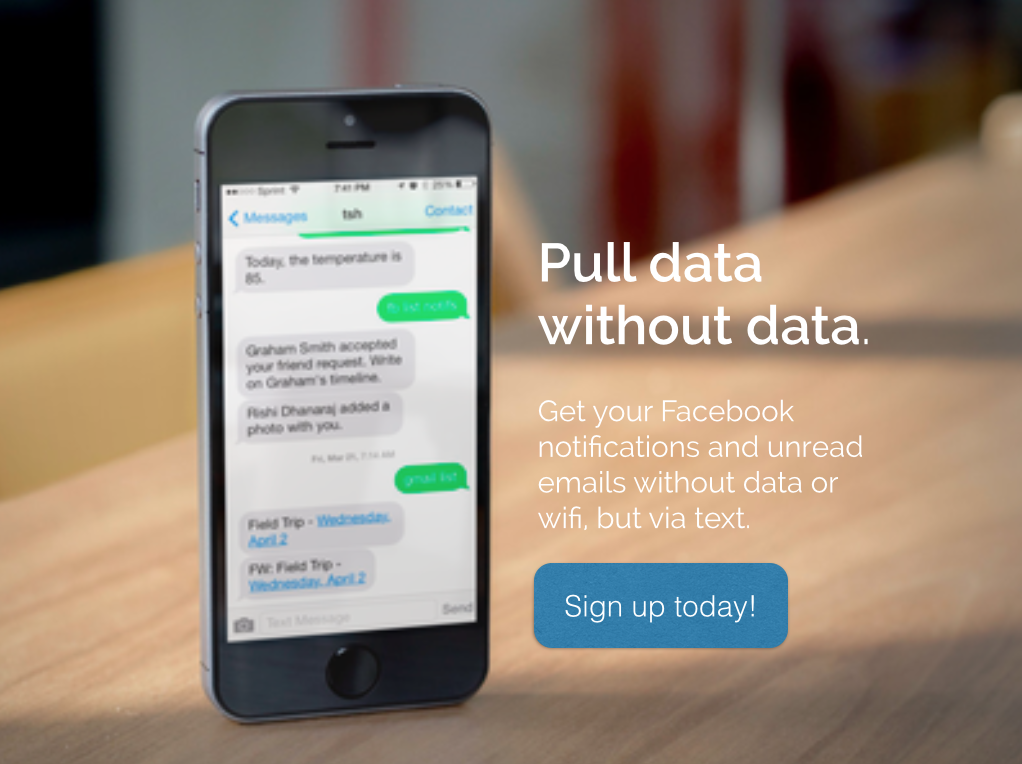 Sprint 7:41 PM 25%
Messages tsh Contact
Today, the temperature is
85.
fb list notifs
Graham Smith accepted
your friend request. Write
on Graham's timeline.
Rishi Dhanaraj added a
photo with you.
Fri, Mar 21, 7:14 AM
gmail list
Field Trip - Wednesday,
April 2
FW: Field Trip -
Wednesday, April 2
Text Message Send
Pull data
without data.
Get your Facebook
notifications and unread
emails without data or
wifi, but via text.
Sign up today!